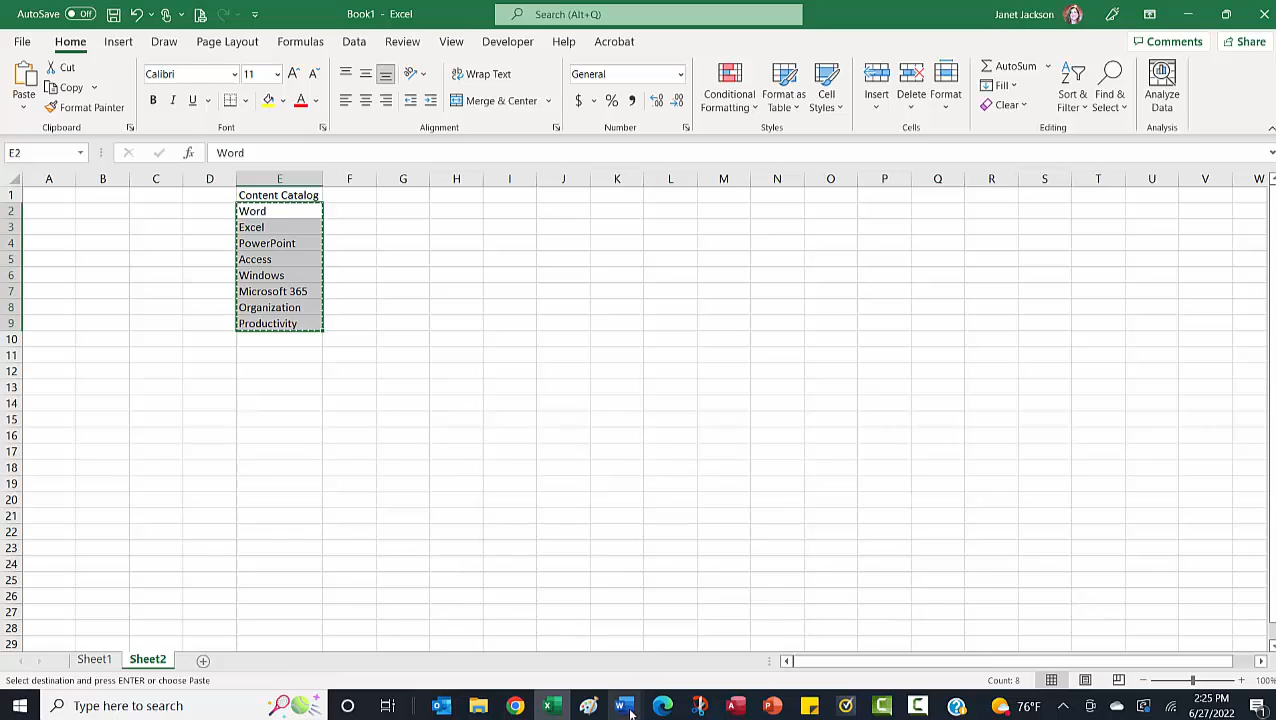 AutoSave Off Book1 - Excel Search (Alt+Q) Janet Jackson
File Home Insert Draw Page Layout Formulas Data Review View Developer Help Acrobat Comments Share
Paste Cut Copy Format Painter Clipboard
Calibri 11 B I U A Font
Wrap Text Merge & Center Alignment
General $ % Number
Conditional Formatting Format as Table Cell Styles Styles
Insert Delete Format Cells
AutoSum Fill Clear Sort & Filter Find & Select Editing
Analyze Data Analysis
E2 fx Word
A B C D E F G H I J K L M N O P Q R S T U V W
1 Content Catalog
2 Word
3 Excel
4 PowerPoint
5 Access
6 Windows
7 Microsoft 365
8 Organization
9 Productivity
10
11
12
13
14
15
16
17
18
19
20
21
22
23
24
25
26
27
28
29
Sheet1 Sheet2
Select destination and press ENTER or choose Paste Count: 8 100%
Type here to search 76°F 2:25 PM
6/27/2022